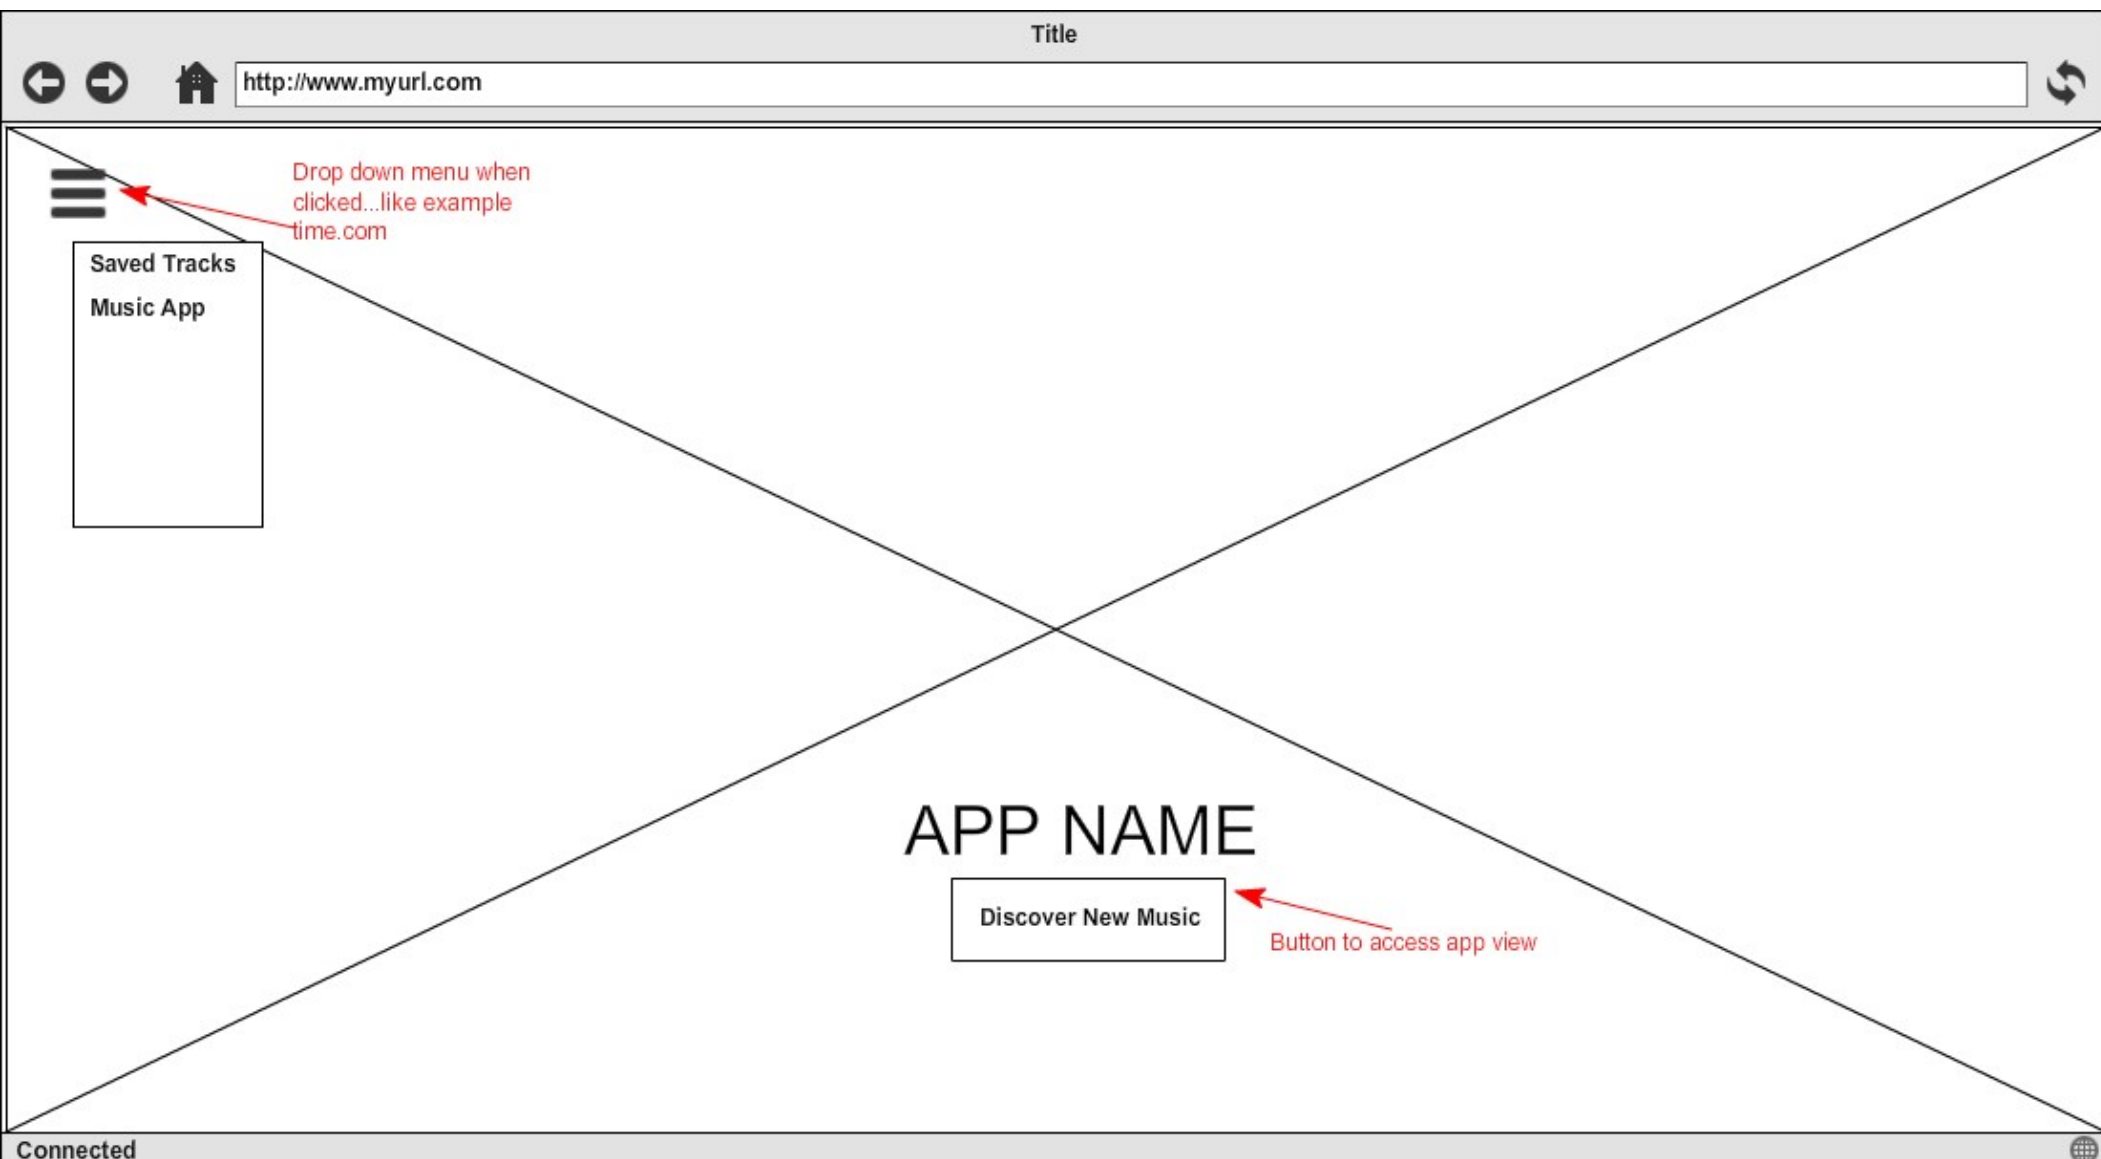 Title
http://www.myurl.com
Drop down menu when
clicked...like example
time.com
Saved Tracks
Music App
APP NAME
Discover New Music
Button to access app view
Connected